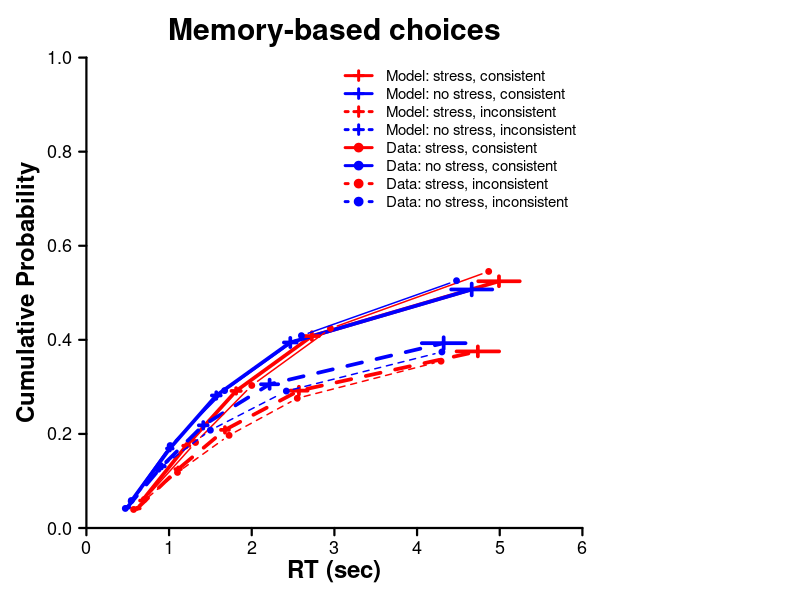 Memory-based choices
1.0
0.8
0.6
0.4
0.2
0.0
Cumulative Probability
Model: stress, consistent
Model: no stress, consistent
Model: stress, inconsistent
Model: no stress, inconsistent
Data: stress, consistent
Data: no stress, consistent
Data: stress, inconsistent
Data: no stress, inconsistent
0 1 2 3 4 5 6
RT (sec)